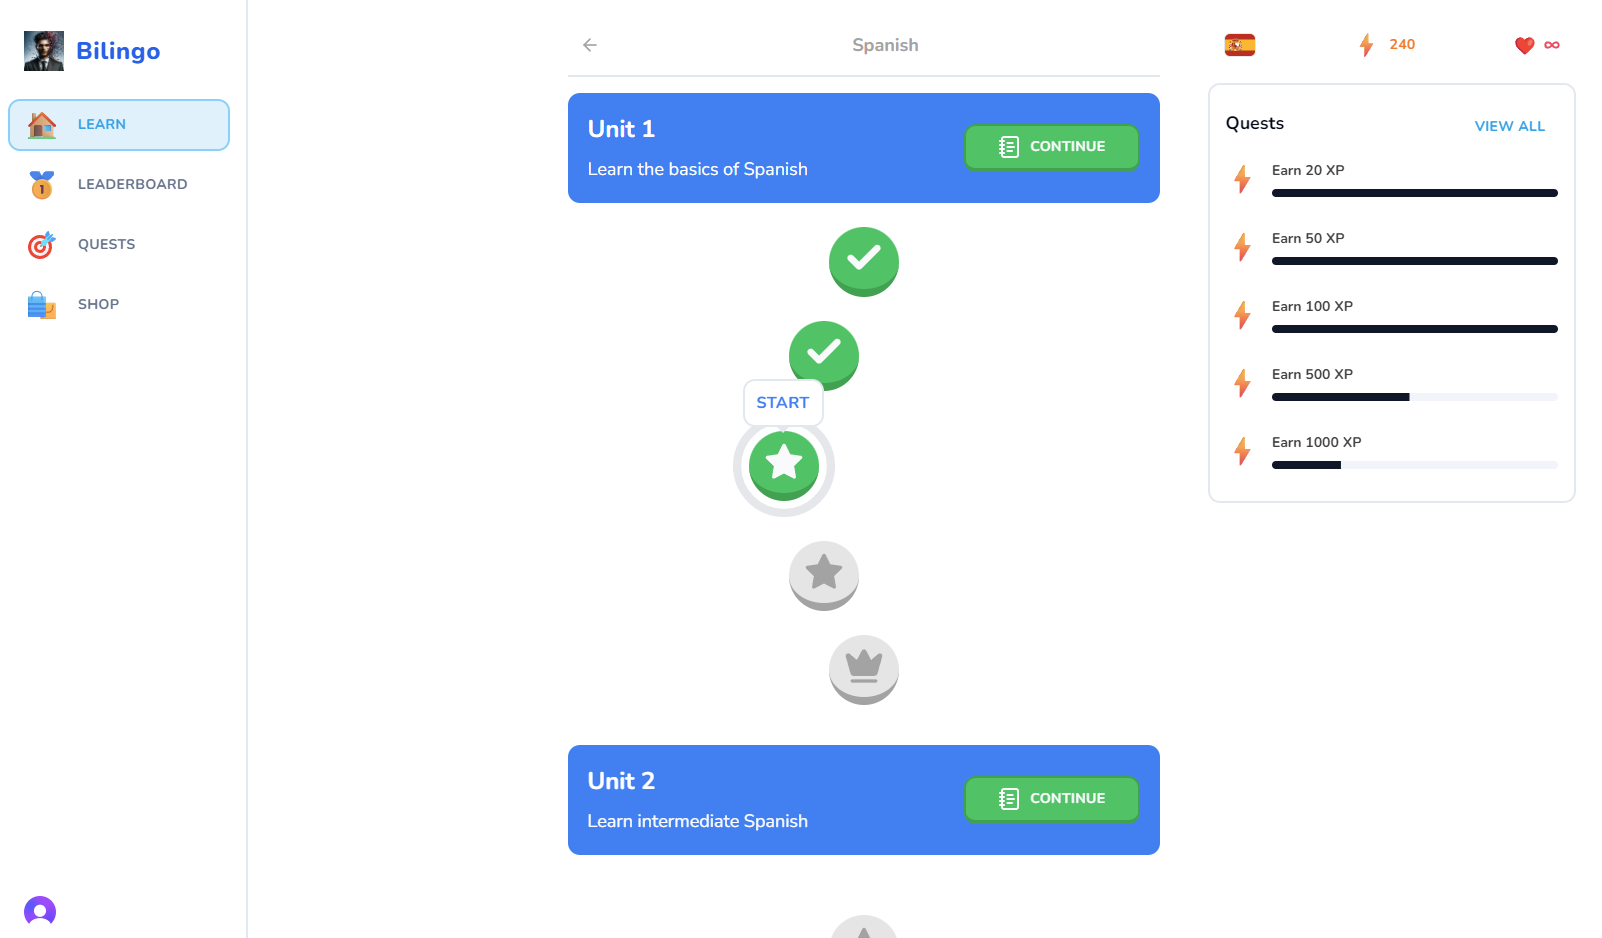 Bilingo
LEARN
LEADERBOARD
1
QUESTS
SHOP
Spanish
Unit 1
Learn the basics of Spanish
CONTINUE
START
Unit 2
Learn intermediate Spanish
CONTINUE
240
∞
Quests
VIEW ALL
Earn 20 XP
Earn 50 XP
Earn 100 XP
Earn 500 XP
Earn 1000 XP